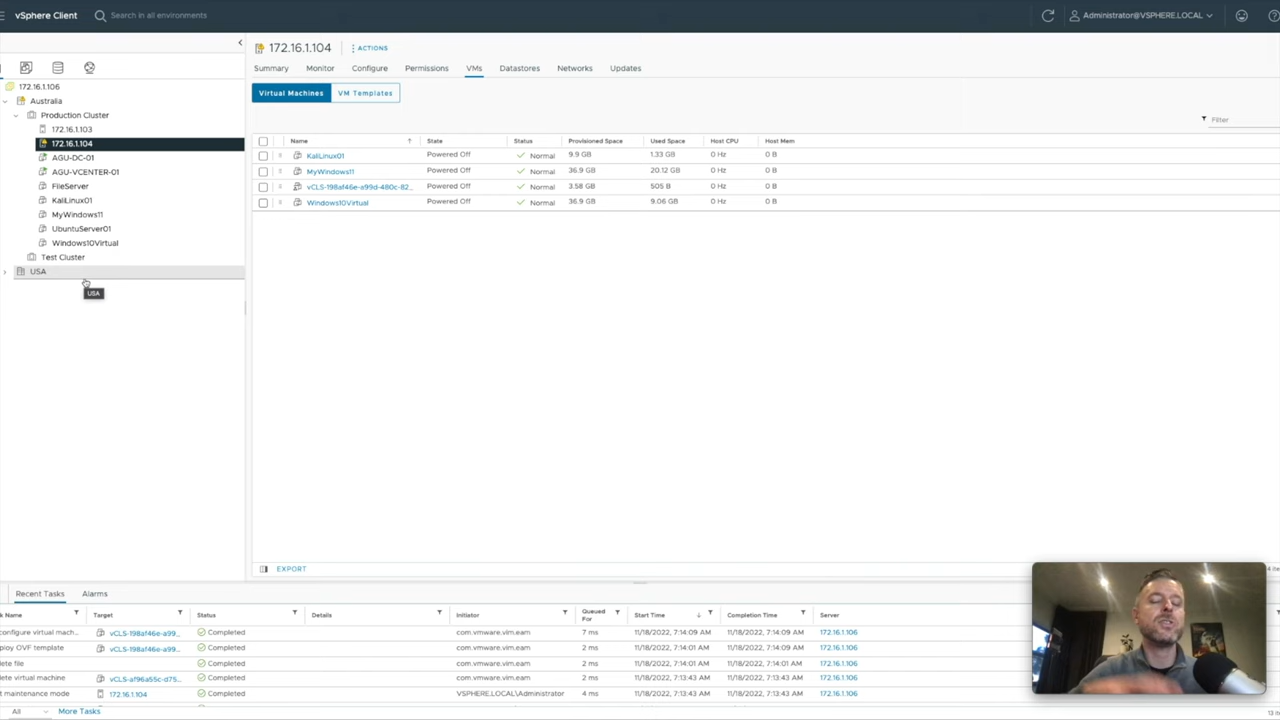 vSphere Client
Search in all environments
Administrator@VSPHERE.LOCAL
172.16.1.104
ACTIONS
Summary Monitor Configure Permissions VMs Datastores Networks Updates
Virtual Machines VM Templates
172.16.1.106
Australia
Production Cluster
172.16.1.103
172.16.1.104
AGU-DC-01
AGU-VCENTER-01
FileServer
KaliLinux01
MyWindows11
UbuntuServer01
Windows10Virtual
Test Cluster
USA
USA
Filter
Name State Status Provisioned Space Used Space Host CPU Host Mem
KaliLinux01 Powered Off Normal 9.9 GB 1.33 GB 0 Hz 0 B
MyWindows11 Powered Off Normal 36.9 GB 20.12 GB 0 Hz 0 B
vCLS-198af46e-a99d-480c-82... Powered Off Normal 3.58 GB 505 B 0 Hz 0 B
Windows10Virtual Powered Off Normal 36.9 GB 9.06 GB 0 Hz 0 B
EXPORT
4 ite
Recent Tasks Alarms
sk Name Target Status Details Initiator Queued For Start Time Completion Time Server
configure virtual mach... vCLS-198af46e-a99... Completed com.vmware.vim.eam 7 ms 11/18/2022, 7:14:09 AM 11/18/2022, 7:14:09 AM 172.16.1.106
ploy OVF template vCLS-198af46e-a99... Completed com.vmware.vim.eam 2 ms 11/18/2022, 7:14:01 AM 11/18/2022, 7:14:09 AM 172.16.1.106
lete file Completed com.vmware.vim.eam 2 ms 11/18/2022, 7:14:01 AM 11/18/2022, 7:14:01 AM 172.16.1.106
lete virtual machine vCLS-af96a55c-d75... Completed com.vmware.vim.eam 2 ms 11/18/2022, 7:13:43 AM 11/18/2022, 7:13:43 AM 172.16.1.106
t maintenance mode 172.16.1.104 Completed VSPHERE.LOCAL\Administrator 4 ms 11/18/2022, 7:13:43 AM 11/18/2022, 7:13:43 AM 172.16.1.106
All More Tasks
13 it